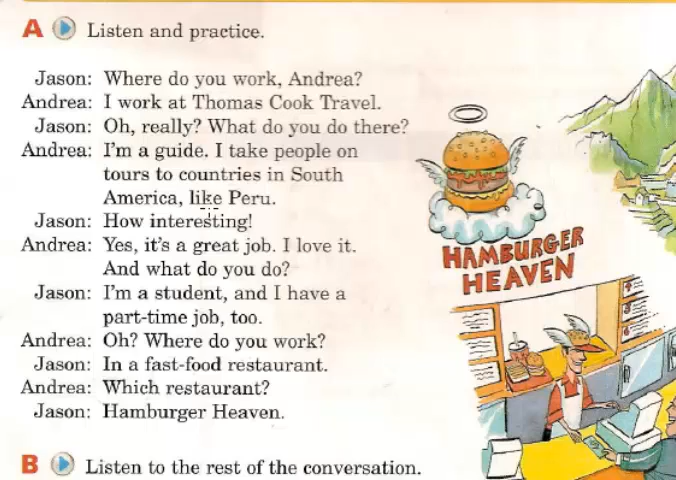 A Listen and practice.
Jason: Where do you work, Andrea?
Andrea: I work at Thomas Cook Travel.
Jason: Oh, really? What do you do there?
Andrea: I'm a guide. I take people on
tours to countries in South
America, like Peru.
Jason: How interesting!
Andrea: Yes, it's a great job. I love it.
And what do you do?
Jason: I'm a student, and I have a
part-time job, too.
Andrea: Oh? Where do you work?
Jason: In a fast-food restaurant.
Andrea: Which restaurant?
Jason: Hamburger Heaven.
HAMBURGER
HEAVEN
B Listen to the rest of the conversation.